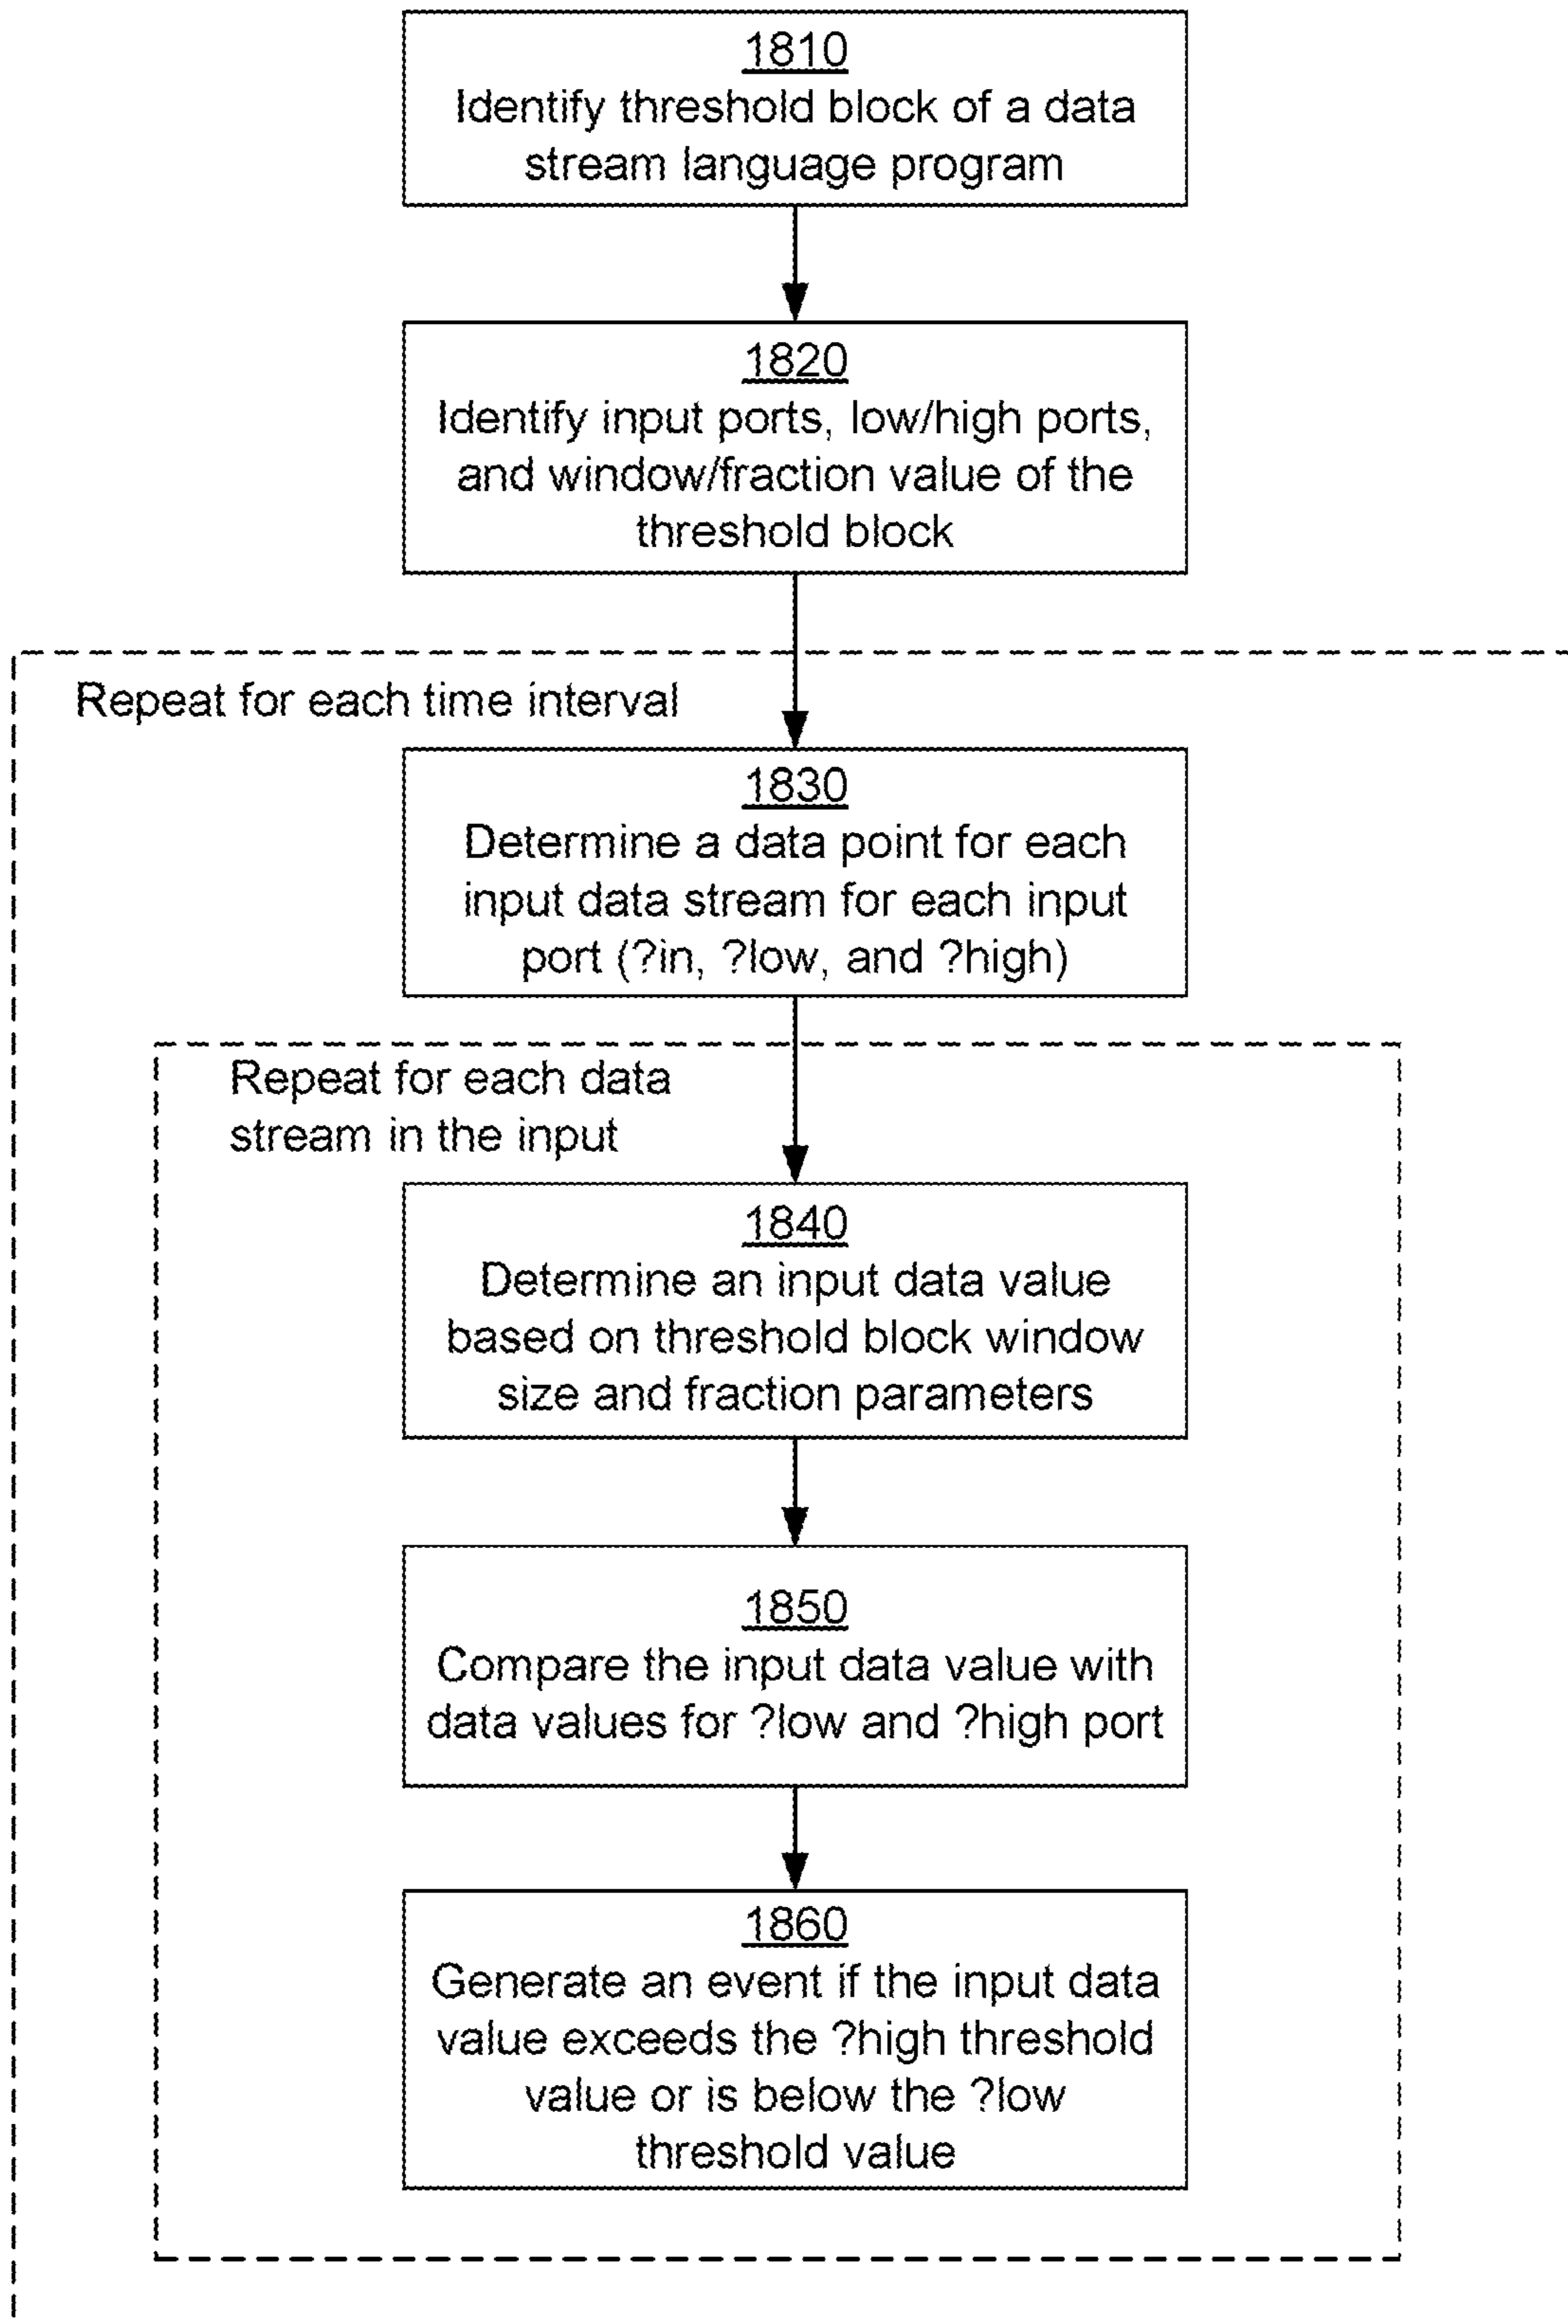 1810
Identify threshold block of a data
stream language program
1820
Identify input ports, low/high ports,
and window/fraction value of the
threshold block
Repeat for each time interval
1830
Determine a data point for each
input data stream for each input
port (?in, ?low, and ?high)
Repeat for each data
stream in the input
1840
Determine an input data value
based on threshold block window
size and fraction parameters
1850
Compare the input data value with
data values for ?low and ?high port
1860
Generate an event if the input data
value exceeds the ?high threshold
value or is below the ?low
threshold value